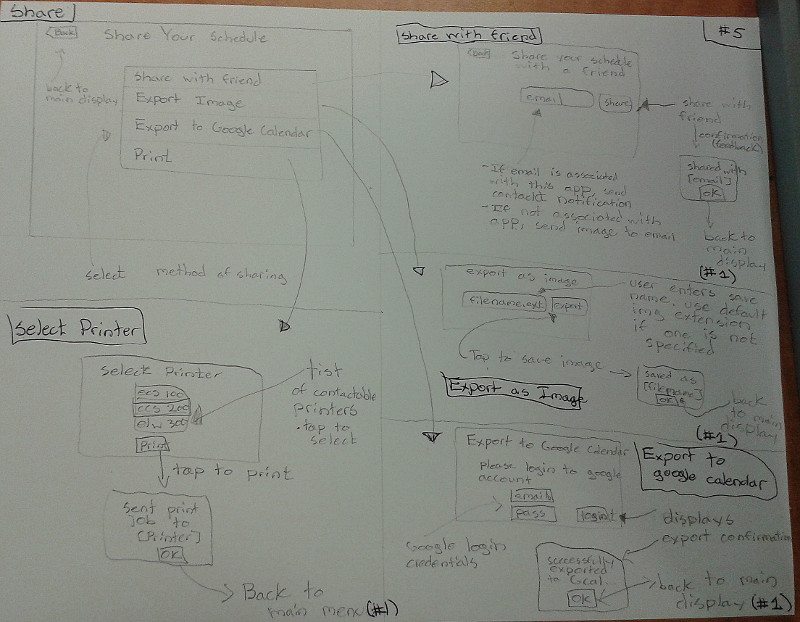 Share
Back
Share Your Schedule
back to
main display
Share with friend
Export Image
Export to Google Calendar
Print
select method of sharing
#5
Share with friend
Back
Share your schedule
with a friend
email
share
share with
friend
confirmation
(feedback)
shared with
[email]
OK
back to
main
display
(#1)
-If email is associated
with this app, send
contact notification
-If not associated with
app, send image to email
export as image
filename.ext
export
user enters save
name, use default
img extension
if one is not
specified
Tap to save image
saved as
[filename]
OK
back to
main
display
(#1)
Export as Image
Select Printer
Select Printer
ecs 100
ccs 200
elw 300
Print
list
of contactable
printers
·tap to
select
tap to print
Sent print
job to
[Printer]
OK
Back to
main menu (#1)
Export to Google Calendar
please login to google
account
email
pass
login
Export to
google calendar
Google login
credentials
displays
export confirmation
successfully
exported
to Gcal...
OK
back to main
display (#1)